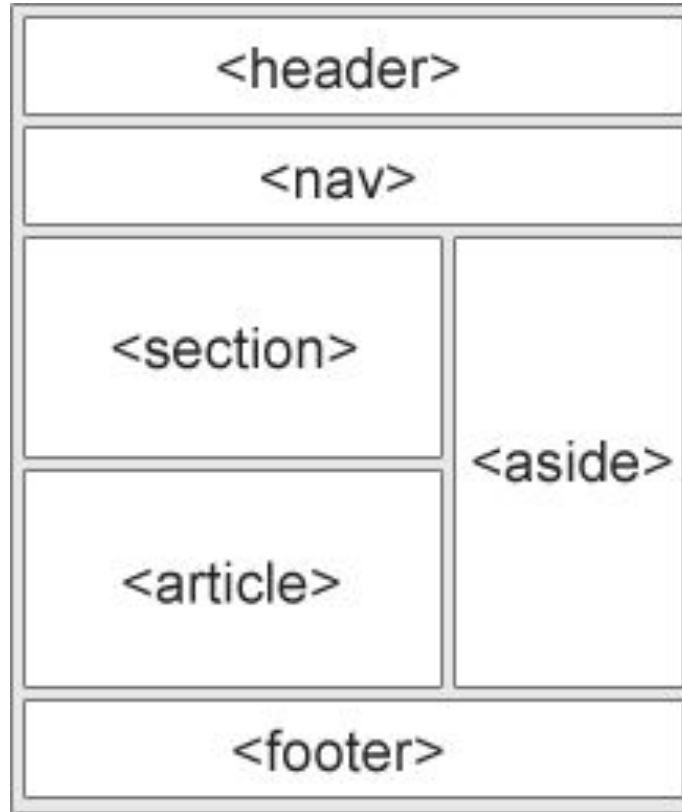 <header>
<nav>
<section>
<article>
<aside>
<footer>